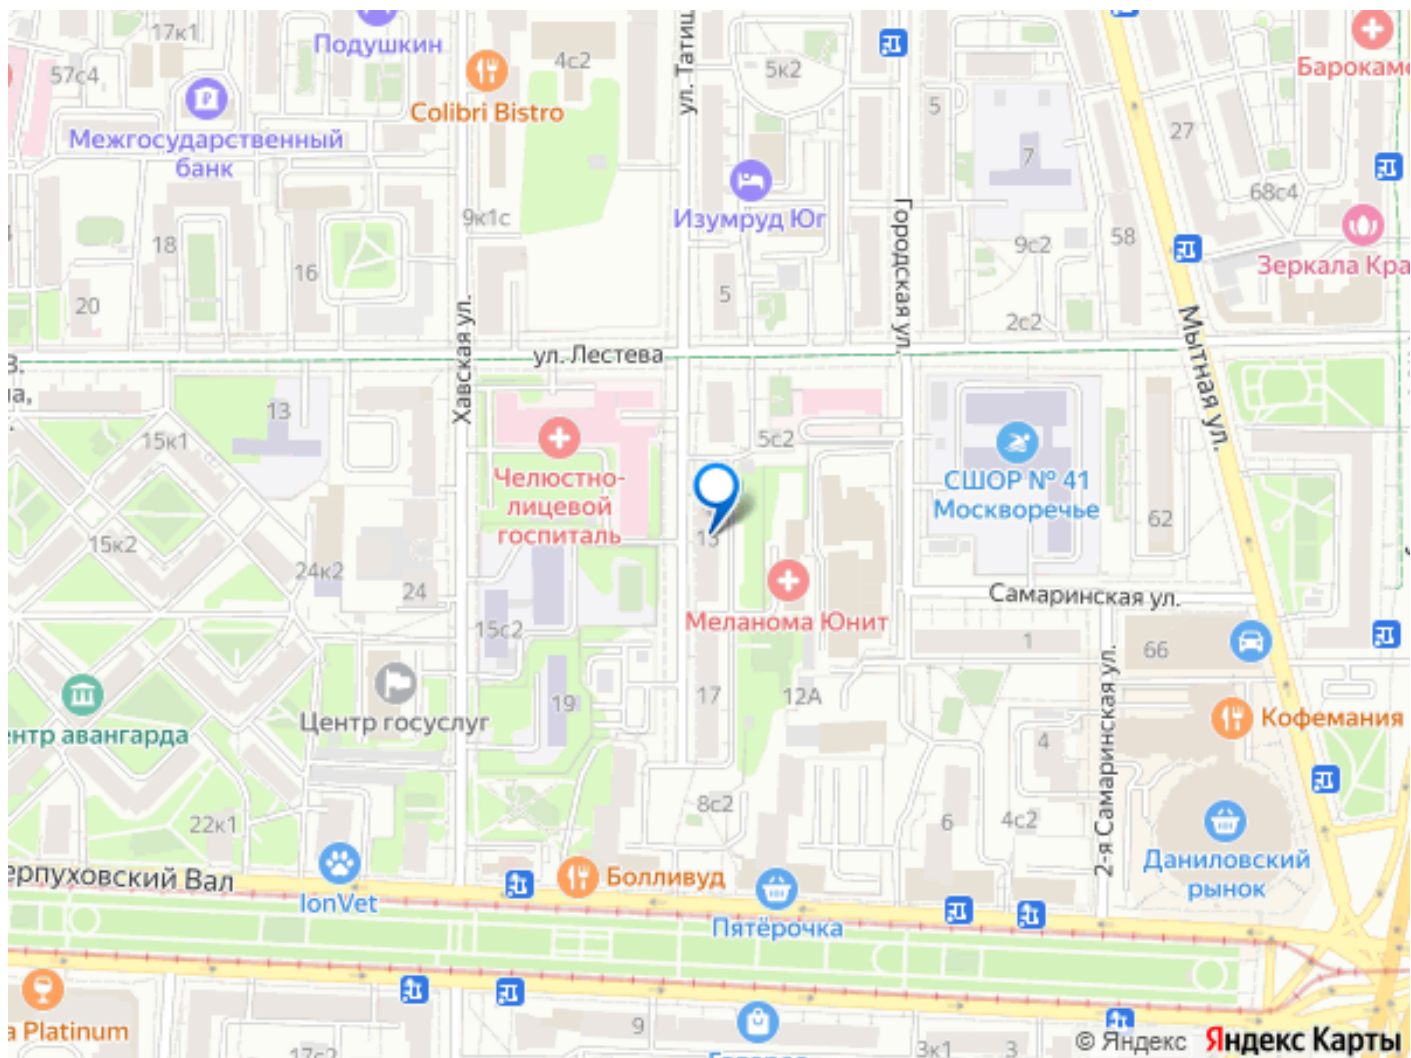 17к1
Подушкин
4с2
ул. Татищ
5к2
Барокам
57с4
Colibri Bistro
5
27
Межгосударственный
банк
7
68с4
Изумруд Юг
9к1с
Городская ул.
18
16
9с2
58
Зеркала Кра
20
5
2с2
Хавская ул.
ул. Лестева
Мытная ул.
13
15к1
5с2
Челюстно-
лицевой
госпиталь
СШОР № 41
Москворечье
15к2
62
24к2
24
Меланома Юнит
Самаринская ул.
15с2
1
66
Центр госуслуг
19
17
12А
Кофемания
ентр авангарда
4
2-я Самаринская ул.
8с2
22к1
6
4с2
Даниловский
рынок
ерпуховский Вал
IonVet
Болливуд
Пятёрочка
a Platinum
9
17с2
3к1
3
© Яндекс Яндекс Карты